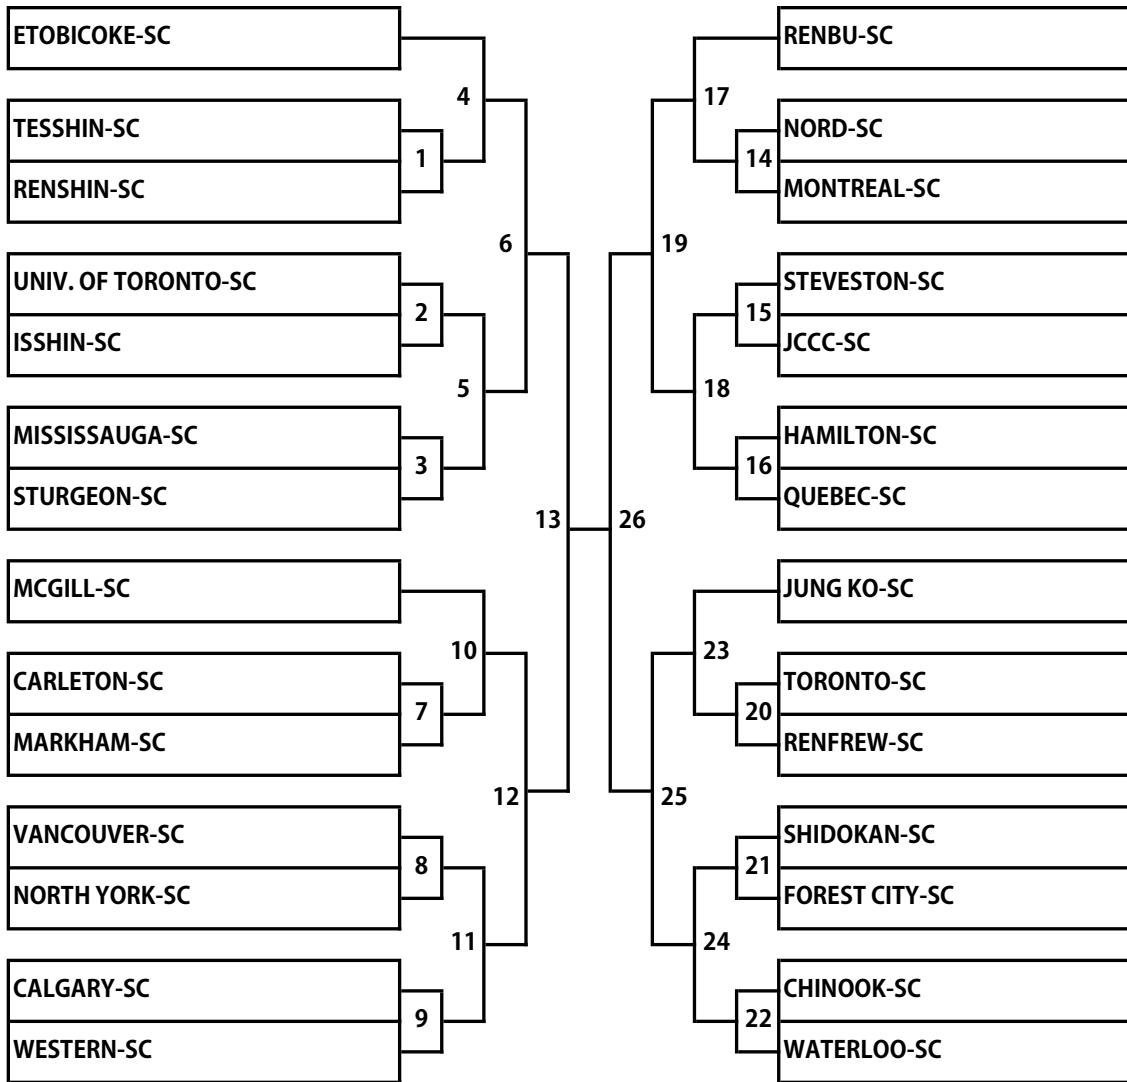 ETOBICOKE-SC
4
TESSHIN-SC
1
RENSHIN-SC
6
UNIV. OF TORONTO-SC
2
ISSHIN-SC
5
MISSISSAUGA-SC
3
STURGEON-SC
13
MCGILL-SC
10
CARLETON-SC
7
MARKHAM-SC
12
VANCOUVER-SC
8
NORTH YORK-SC
11
CALGARY-SC
9
WESTERN-SC
RENBU-SC
17
NORD-SC
14
MONTREAL-SC
19
STEVESTON-SC
15
JCCC-SC
18
HAMILTON-SC
16
QUEBEC-SC
26
JUNG KO-SC
23
TORONTO-SC
20
RENFREW-SC
25
SHIDOKAN-SC
21
FOREST CITY-SC
24
CHINOOK-SC
22
WATERLOO-SC